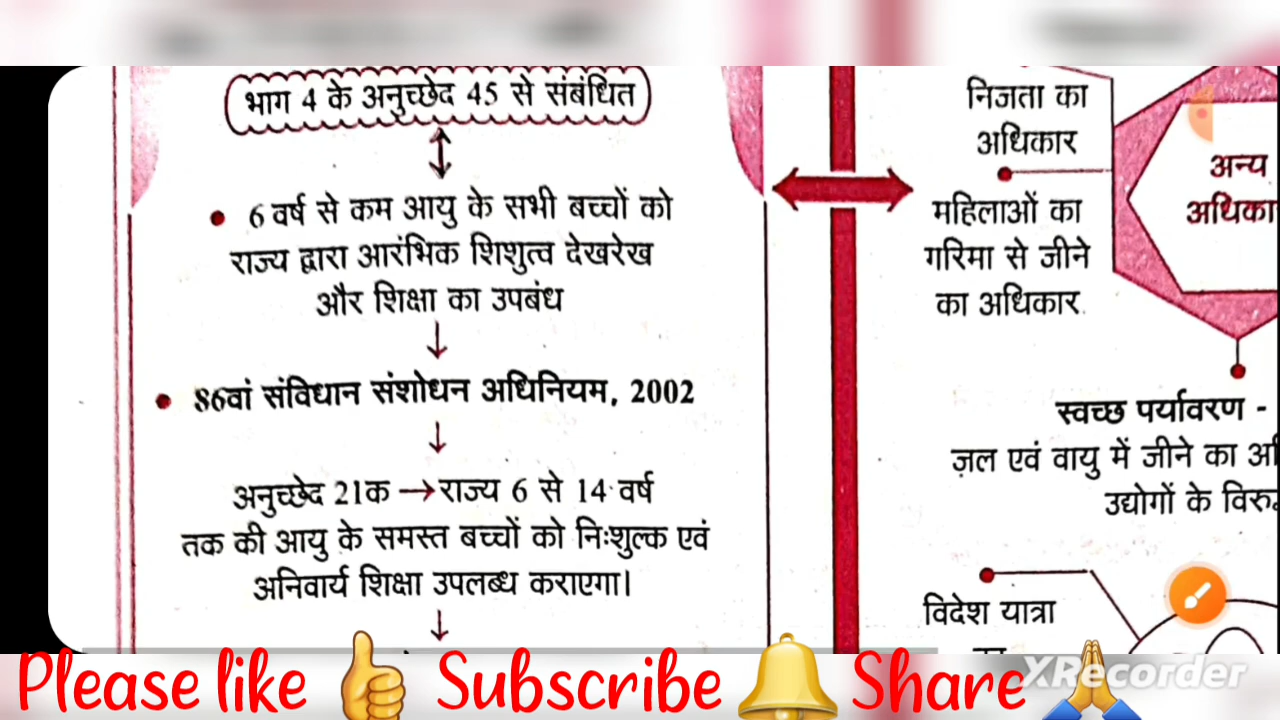 भाग 4 के अनुच्छेद 45 से संबंधित
6 वर्ष से कम आयु के सभी बच्चों को
राज्य द्वारा आरंभिक शिशुत्व देखरेख
और शिक्षा का उपबंध
86वां संविधान संशोधन अधिनियम, 2002
अनुच्छेद 21क → राज्य 6 से 14 वर्ष
तक की आयु के समस्त बच्चों को निःशुल्क एवं
अनिवार्य शिक्षा उपलब्ध कराएगा।
निजता का
अधिकार
महिलाओं का
गरिमा से जीने
का अधिकार
अन्य
स्वच्छ पर्यावरण -
ज़ल एवं वायु में जीने का
उद्योगों के
विदेश यात्रा
Please like 👍 Subscribe 🔔 Share 🙏
XRecorder